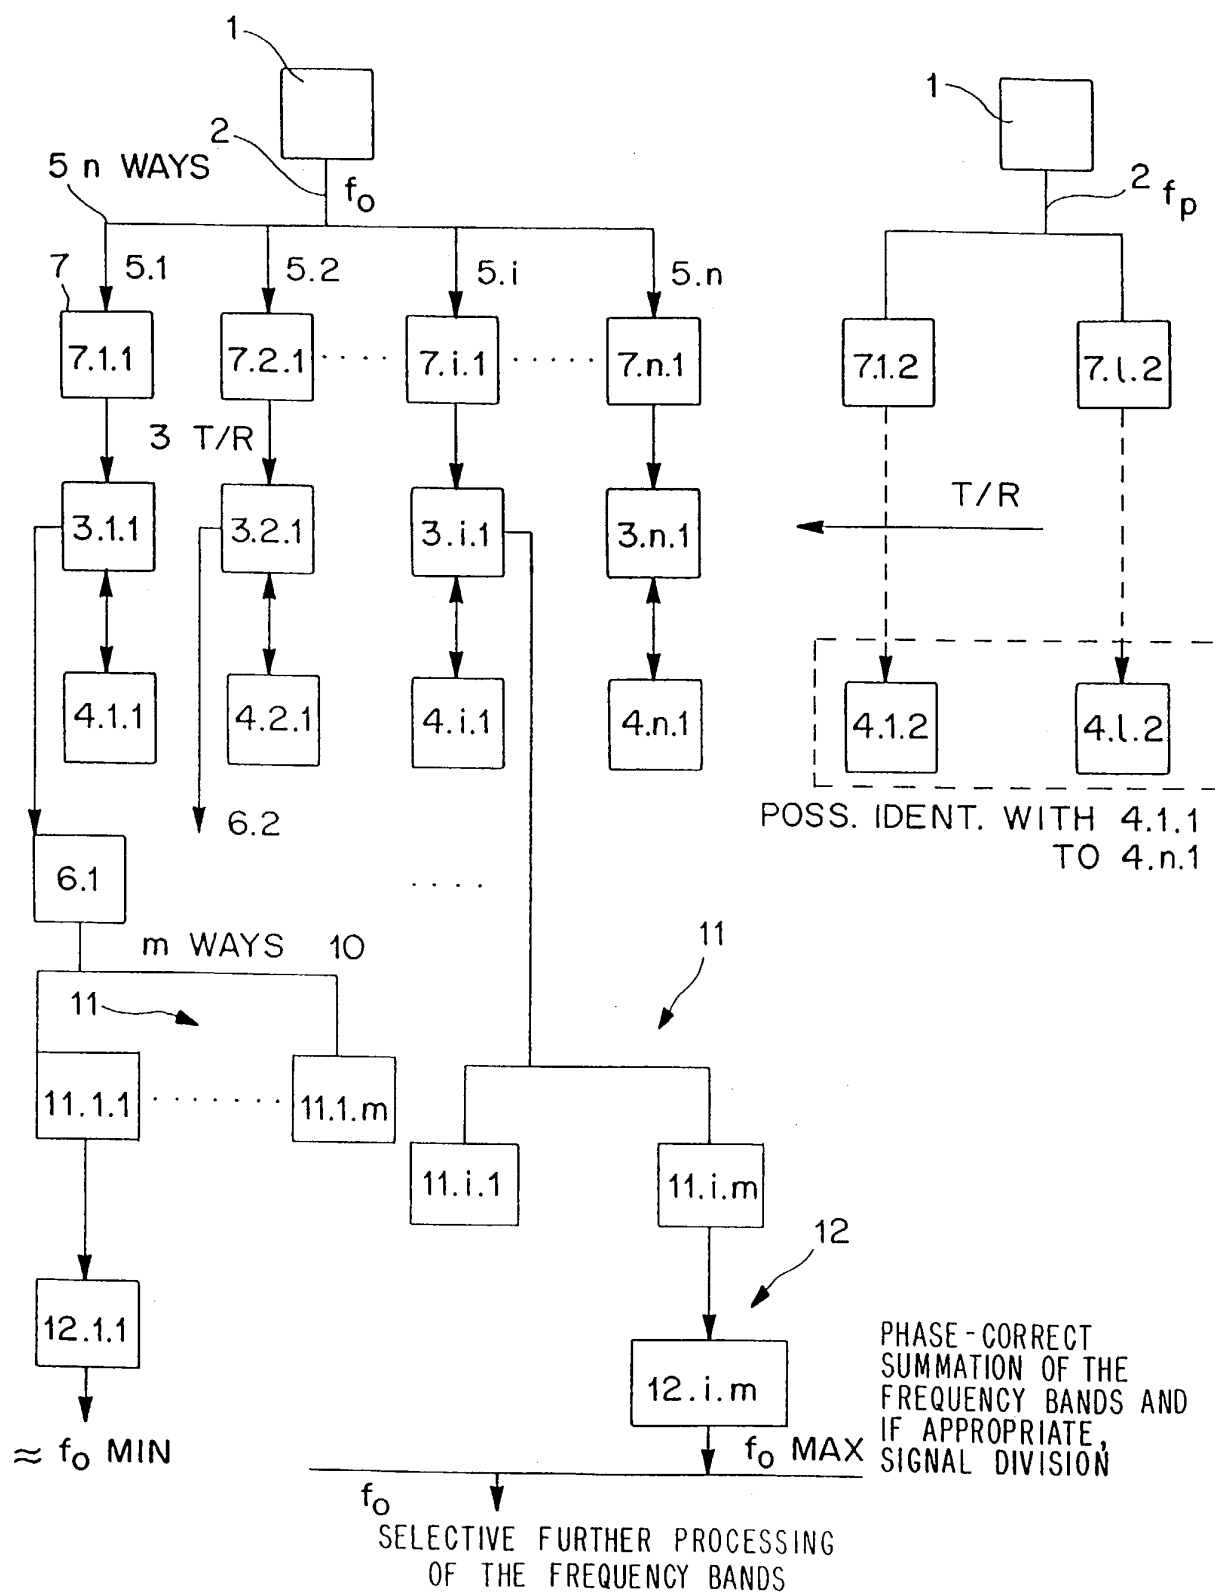 1
1
2
5 n WAYS
fo
2 fp
7
5.1
5.2
5.i
5.n
7.1.1
7.2.1
7.i.1
7.n.1
7.1.2
7.l.2
3 T/R
T/R
3.1.1
3.2.1
3.i.1
3.n.1
4.1.1
4.2.1
4.i.1
4.n.1
4.1.2
4.l.2
6.2
POSS. IDENT. WITH 4.1.1
TO 4.n.1
6.1
m WAYS 10
11
11
11.1.1
11.1.m
11.i.1
11.i.m
12
12.1.1
12.i.m
PHASE-CORRECT
SUMMATION OF THE
FREQUENCY BANDS AND
IF APPROPRIATE,
SIGNAL DIVISION
≈ fo MIN
fo MAX
fo
SELECTIVE FURTHER PROCESSING
OF THE FREQUENCY BANDS